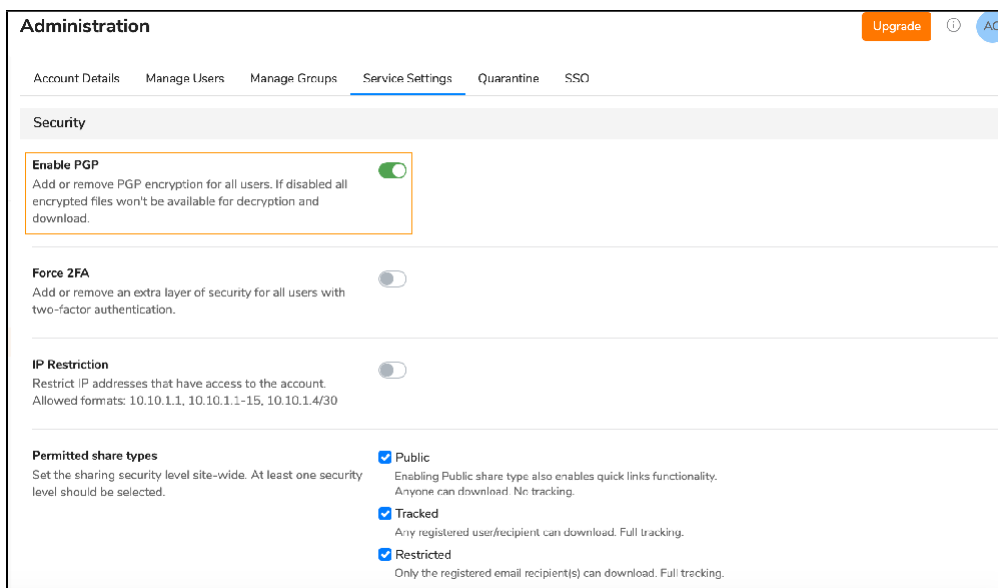 Administration
Upgrade
AC
Account Details Manage Users Manage Groups Service Settings Quarantine SSO
Security
Enable PGP
Add or remove PGP encryption for all users. If disabled all
encrypted files won't be available for decryption and
download.
Force 2FA
Add or remove an extra layer of security for all users with
two-factor authentication.
IP Restriction
Restrict IP addresses that have access to the account.
Allowed formats: 10.10.1.1, 10.10.1.1-15, 10.10.1.4/30
Permitted share types
Set the sharing security level site-wide. At least one security
level should be selected.
Public
Enabling Public share type also enables quick links functionality.
Anyone can download. No tracking.
Tracked
Any registered user/recipient can download. Full tracking.
Restricted
Only the registered email recipient(s) can download. Full tracking.